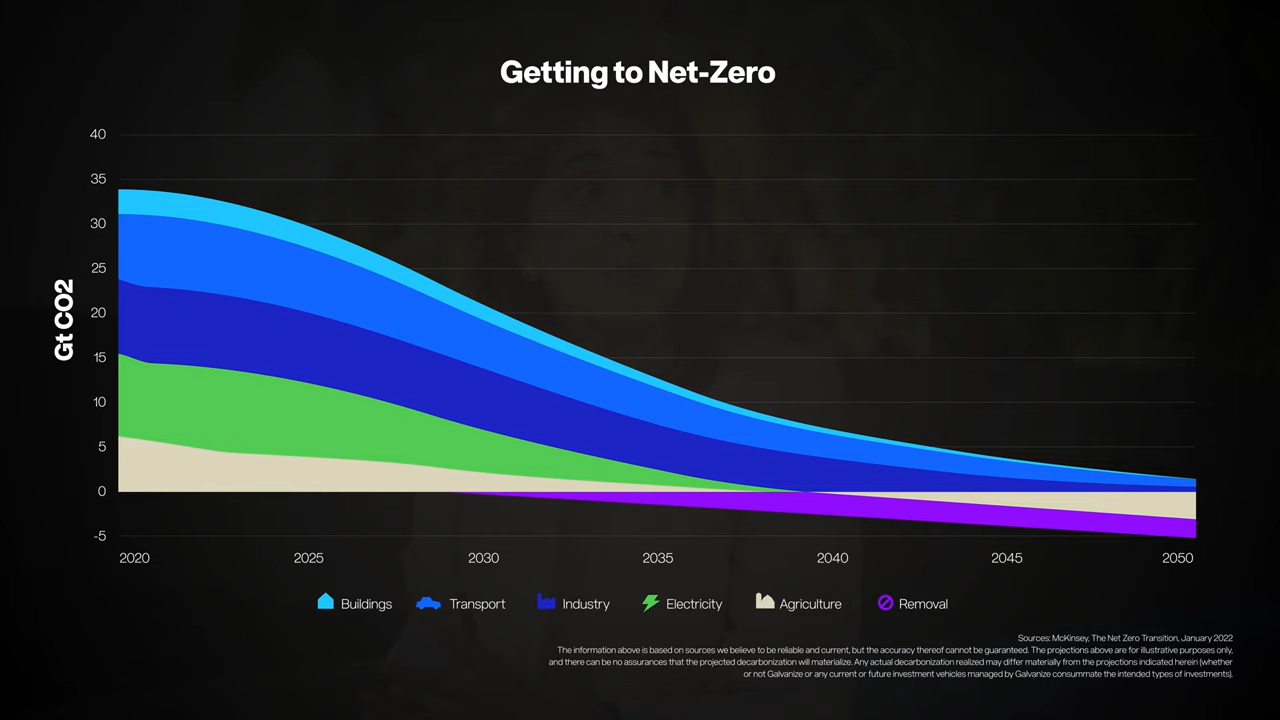 Getting to Net-Zero
Gt CO2
40
35
30
25
20
15
10
5
0
-5
2020 2025 2030 2035 2040 2045 2050
Buildings Transport Industry Electricity Agriculture Removal
Sources: McKinsey, The Net Zero Transition, January 2022
The information above is based on sources we believe to be reliable and current, but the accuracy thereof cannot be guaranteed. The projections above are for illustrative purposes only,
and there can be no assurances that the projected decarbonization will materialize. Any actual decarbonization realized may differ materially from the projections indicated herein (whether
or not Galvanize or any current or future investment vehicles managed by Galvanize consummate the intended types of investments).